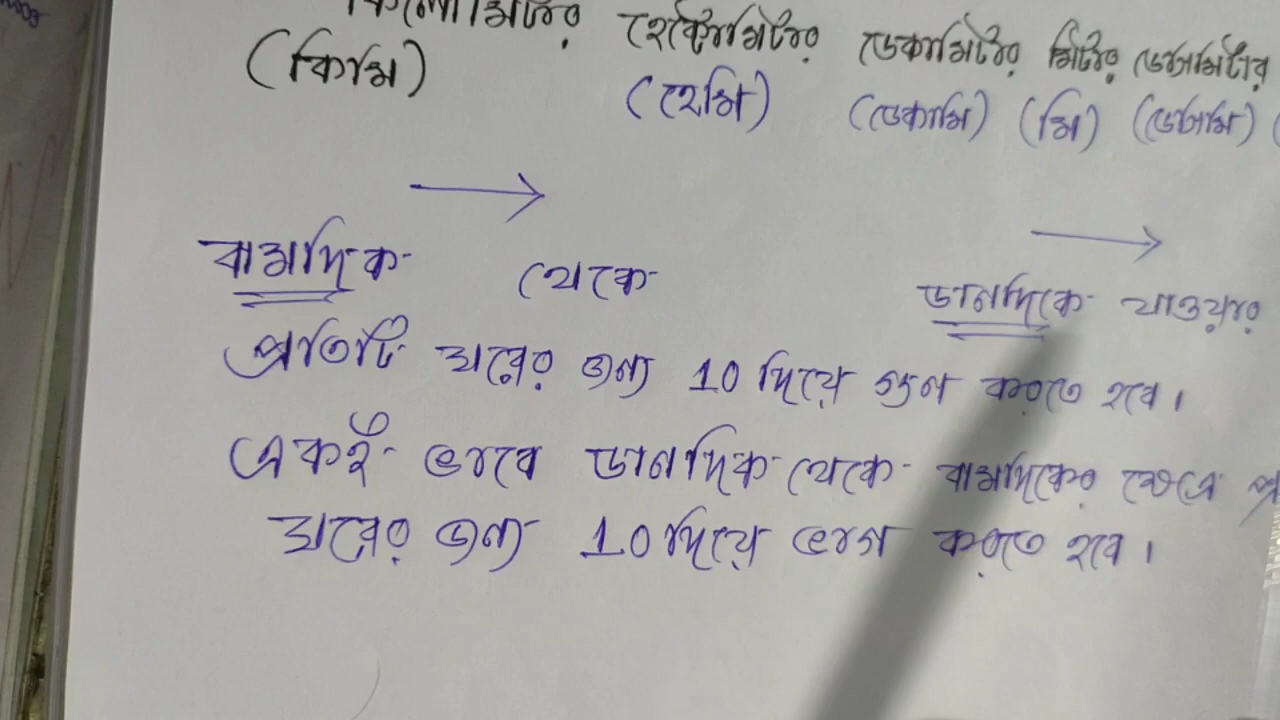 কিলোমিটার হেক্টোমিটার ডেকামিটার মিটার ডেসিমিটার
(কিমি) (হেমি) (ডেকামি) (মি) (ডেসিমি)
বামদিক থেকে ডানদিকে যাওয়ার
প্রতিটি ঘরের জন্য 10 দিয়ে গুণ করতে হবে।
একই ভাবে ডানদিক থেকে বামদিকের ক্ষেত্রে প্র
ঘরের জন্য 10 দিয়ে ভাগ করতে হবে।